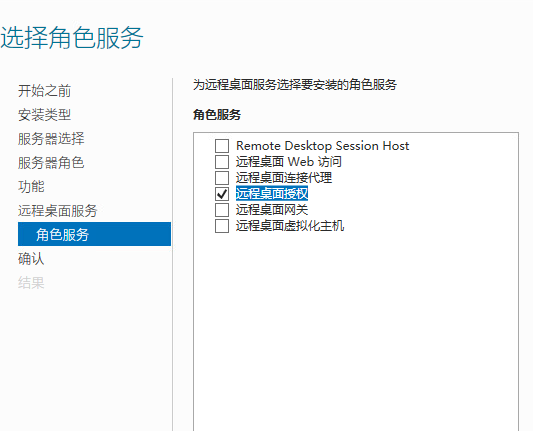 选择角色服务
开始之前
安装类型
服务器选择
服务器角色
功能
远程桌面服务
角色服务
确认
结果
为远程桌面服务选择要安装的角色服务
角色服务
Remote Desktop Session Host
远程桌面 Web 访问
远程桌面连接代理
远程桌面授权
远程桌面网关
远程桌面虚拟化主机